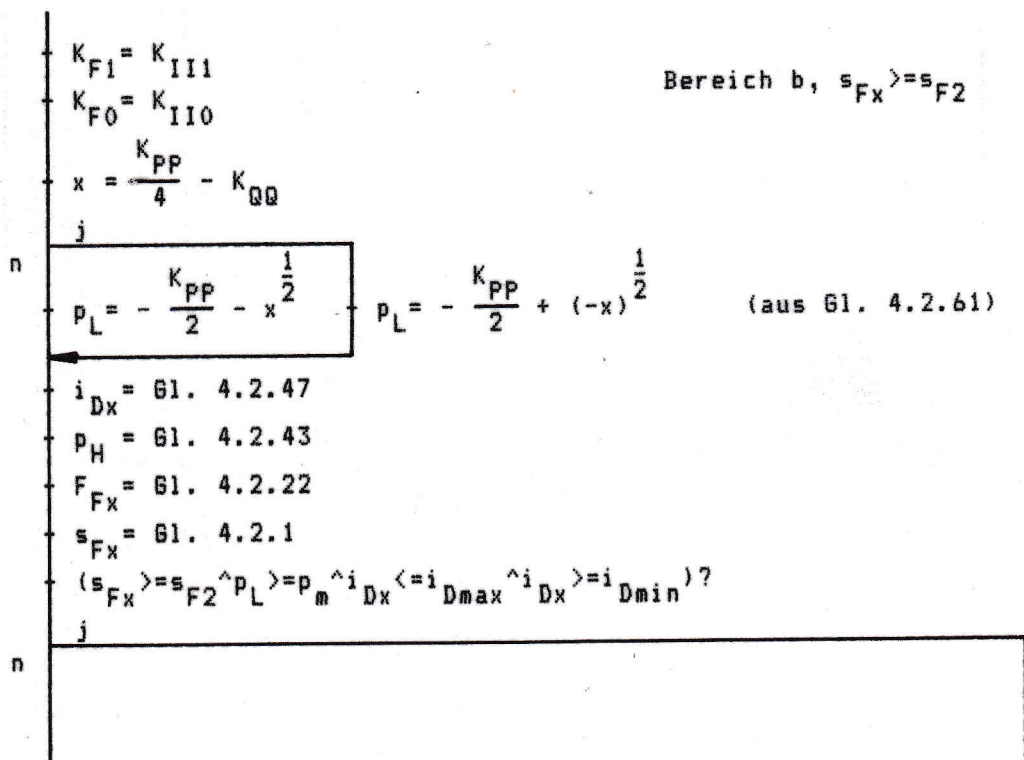 K_F1 = K_III1
Bereich b, s_Fx >= s_F2
K_F0 = K_II0
x = K_PP/4 - K_QQ
j
n
p_L = - K_PP/2 - x^(1/2)
p_L = - K_PP/2 + (-x)^(1/2) (aus Gl. 4.2.61)
i_Dx = Gl. 4.2.47
p_H = Gl. 4.2.43
F_Fx = Gl. 4.2.22
s_Fx = Gl. 4.2.1
(s_Fx >= s_F2 ^ p_L >= p_m ^ i_Dx <= i_Dmax ^ i_Dx >= i_Dmin)?
j
n